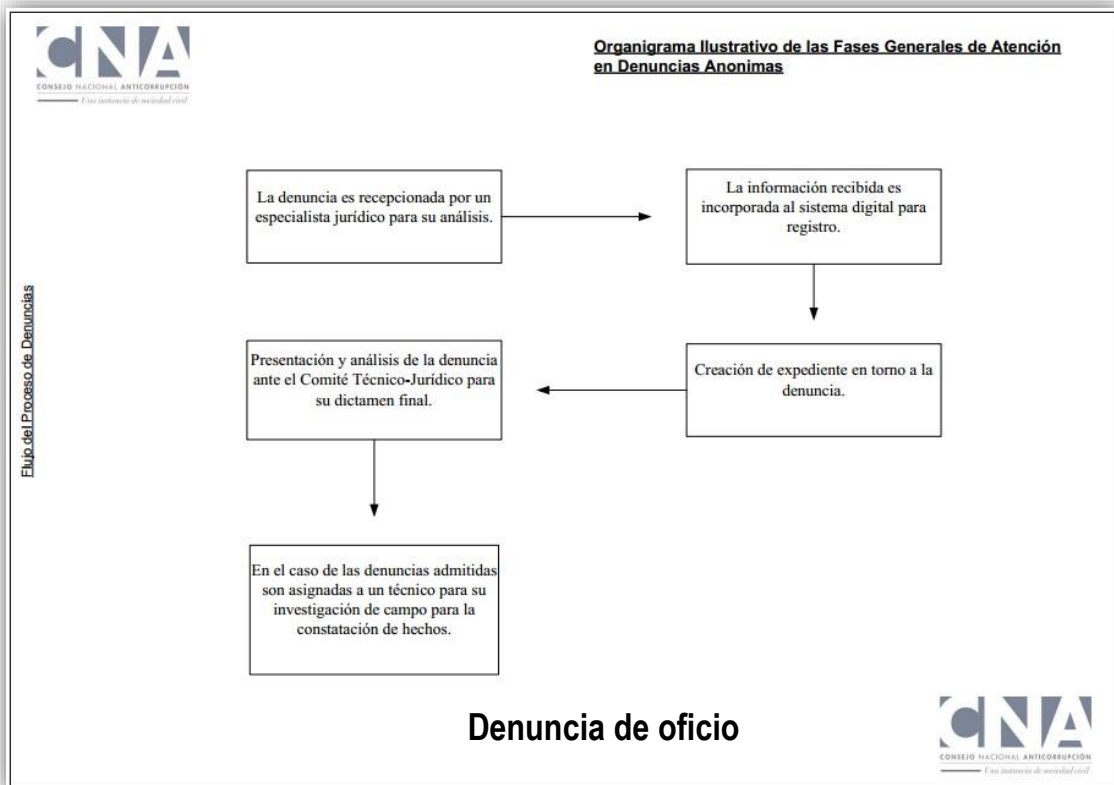 CNA
CONSEJO NACIONAL ANTICORRUPCIÓN
Una instancia de sociedad civil
Organigrama Ilustrativo de las Fases Generales de Atención
en Denuncias Anonimas
Flujo del Proceso de Denuncias
La denuncia es recepcionada por un
especialista jurídico para su análisis.
La información recibida es
incorporada al sistema digital para
registro.
Creación de expediente en torno a la
denuncia.
Presentación y análisis de la denuncia
ante el Comité Técnico-Jurídico para
su dictamen final.
En el caso de las denuncias admitidas
son asignadas a un técnico para su
investigación de campo para la
constatación de hechos.
Denuncia de oficio
CNA
CONSEJO NACIONAL ANTICORRUPCIÓN
Una instancia de sociedad civil